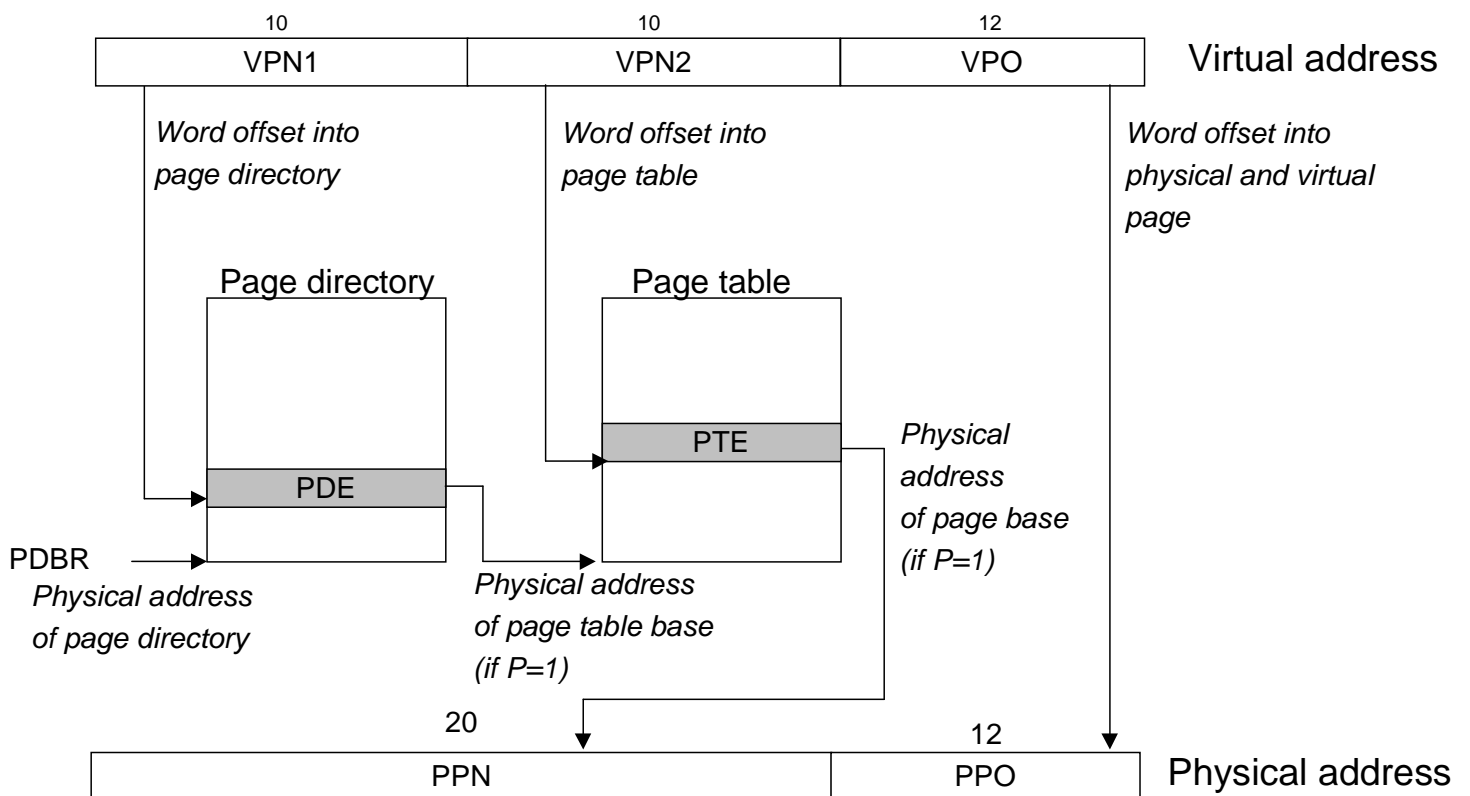 10 10 12
VPN1 VPN2 VPO Virtual address
Word offset into
page directory
Word offset into
page table
Word offset into
physical and virtual
page
Page directory
Page table
PDE
PTE
Physical
address
of page base
(if P=1)
PDBR
Physical address
of page directory
Physical address
of page table base
(if P=1)
20 12
PPN PPO Physical address